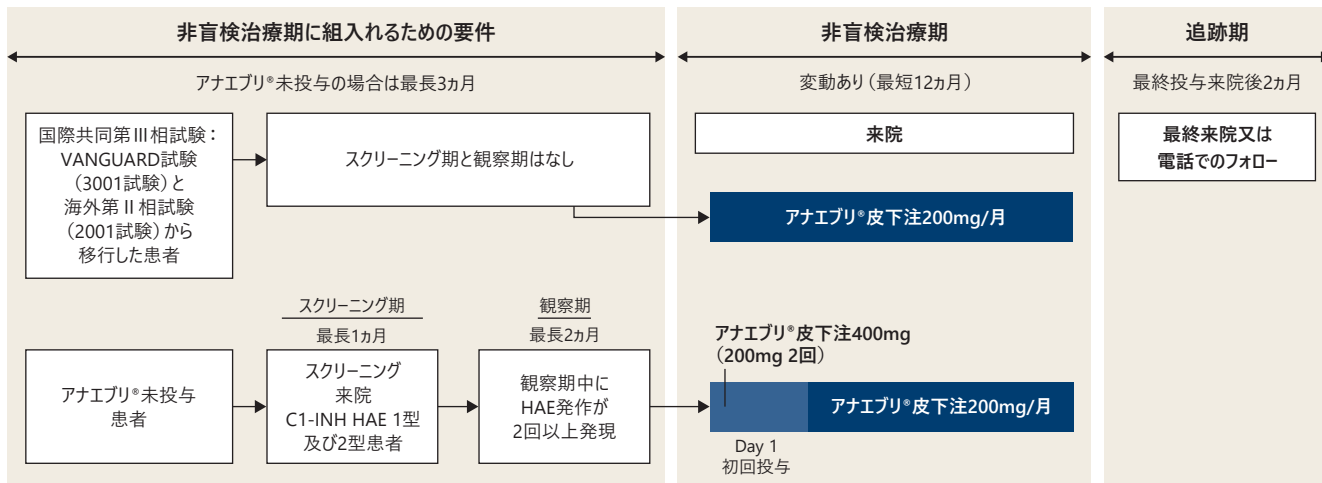 非盲検治療期に組入れるための要件
アナエブリ®未投与の場合は最長3ヵ月
国際共同第Ⅲ相試験：
VANGUARD試験
（3001試験）と
海外第Ⅱ相試験
（2001試験）から
移行した患者
スクリーニング期と観察期はなし
スクリーニング期
最長1ヵ月
観察期
最長2ヵ月
アナエブリ®未投与
患者
スクリーニング
来院
C1-INH HAE 1型
及び2型患者
観察期中に
HAE発作が
2回以上発現
非盲検治療期
変動あり（最短12ヵ月）
来院
アナエブリ®皮下注200mg/月
アナエブリ®皮下注400mg
（200mg 2回）
アナエブリ®皮下注200mg/月
Day 1
初回投与
追跡期
最終投与来院後2ヵ月
最終来院又は
電話でのフォロー